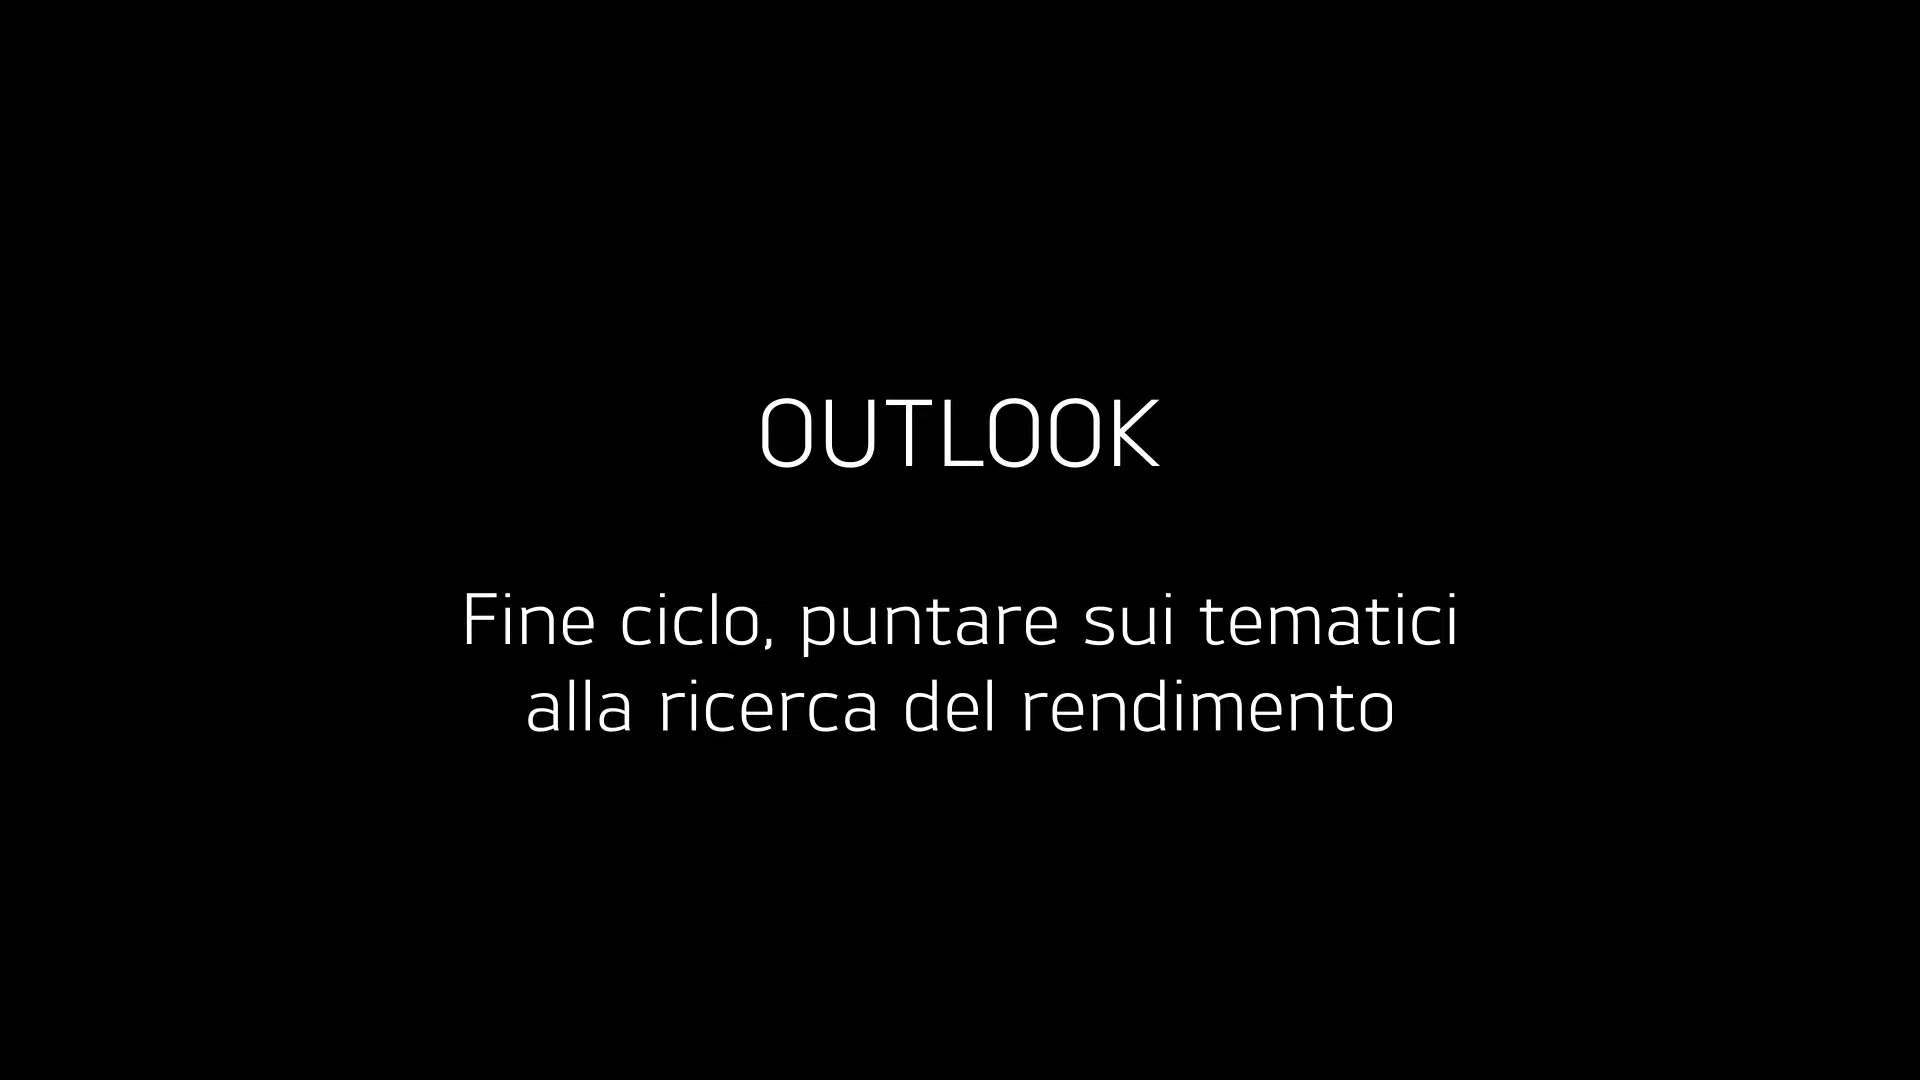 OUTLOOK
Fine ciclo, puntare sui tematici
alla ricerca del rendimento